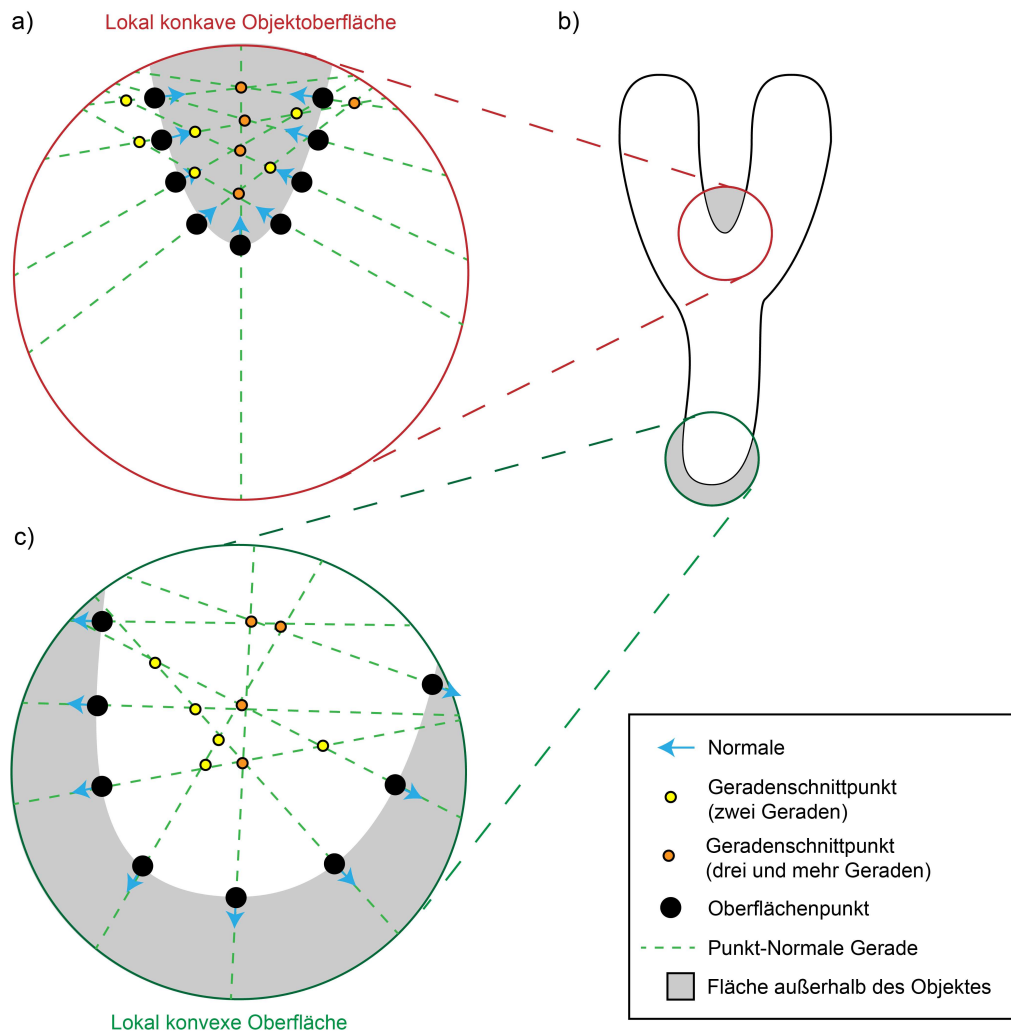 a)
Lokal konkave Objektoberfläche
b)
c)
Lokal konvexe Oberfläche
Normale
Geradenschnittpunkt
(zwei Geraden)
Geradenschnittpunkt
(drei und mehr Geraden)
Oberflächenpunkt
Punkt-Normale Gerade
Fläche außerhalb des Objektes